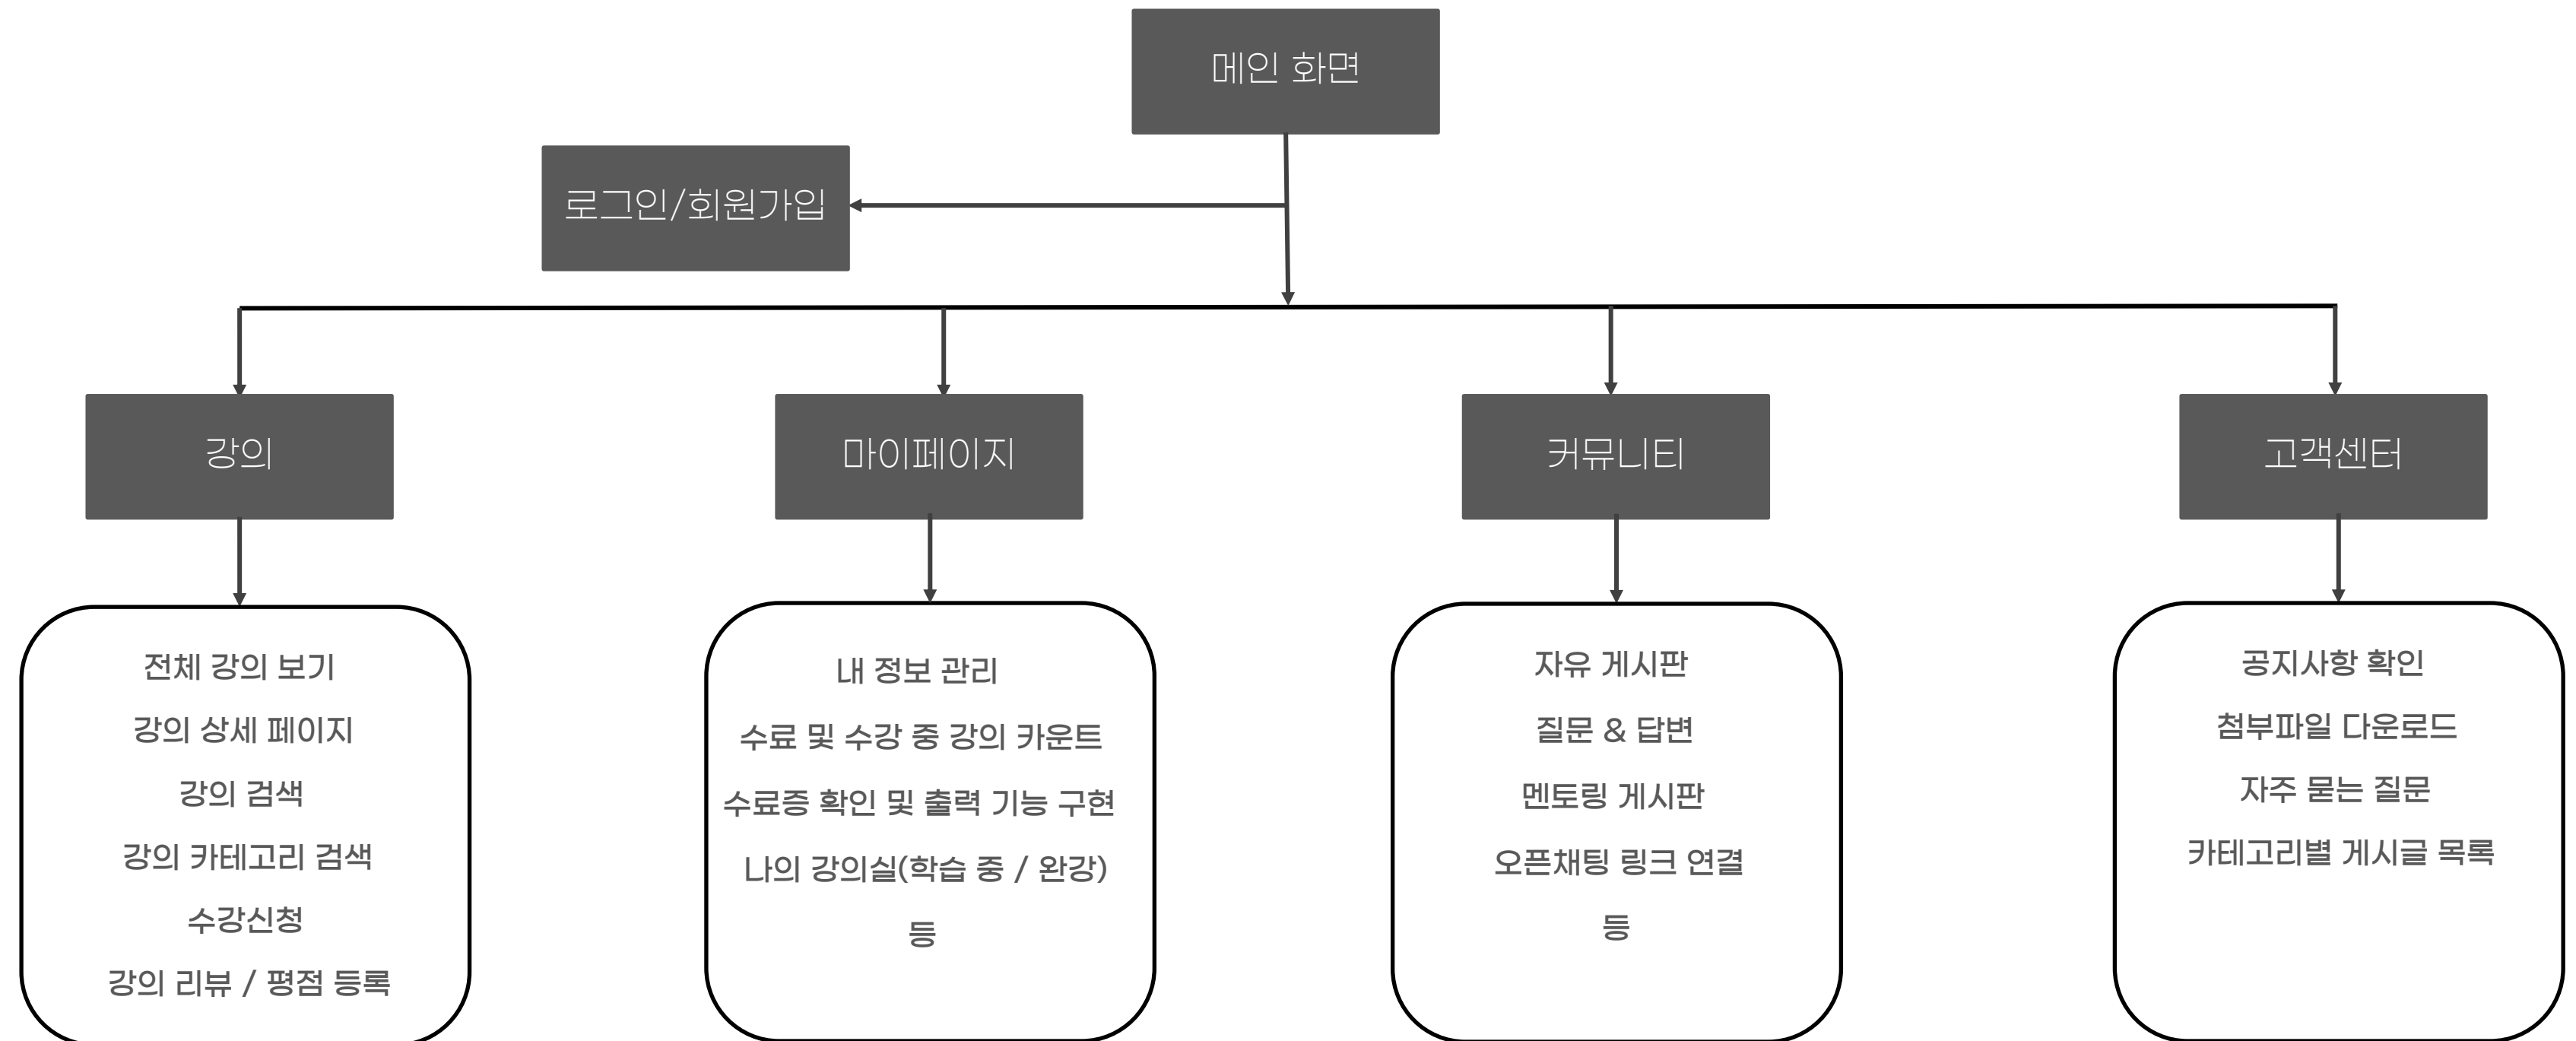 메인 화면
로그인/회원가입
강의
마이페이지
커뮤니티
고객센터
전체 강의 보기
강의 상세 페이지
강의 검색
강의 카테고리 검색
수강신청
강의 리뷰 / 평점 등록
내 정보 관리
수료 및 수강 중 강의 카운트
수료증 확인 및 출력 기능 구현
나의 강의실(학습 중 / 완강)
등
자유 게시판
질문 & 답변
멘토링 게시판
오픈채팅 링크 연결
등
공지사항 확인
첨부파일 다운로드
자주 묻는 질문
카테고리별 게시글 목록